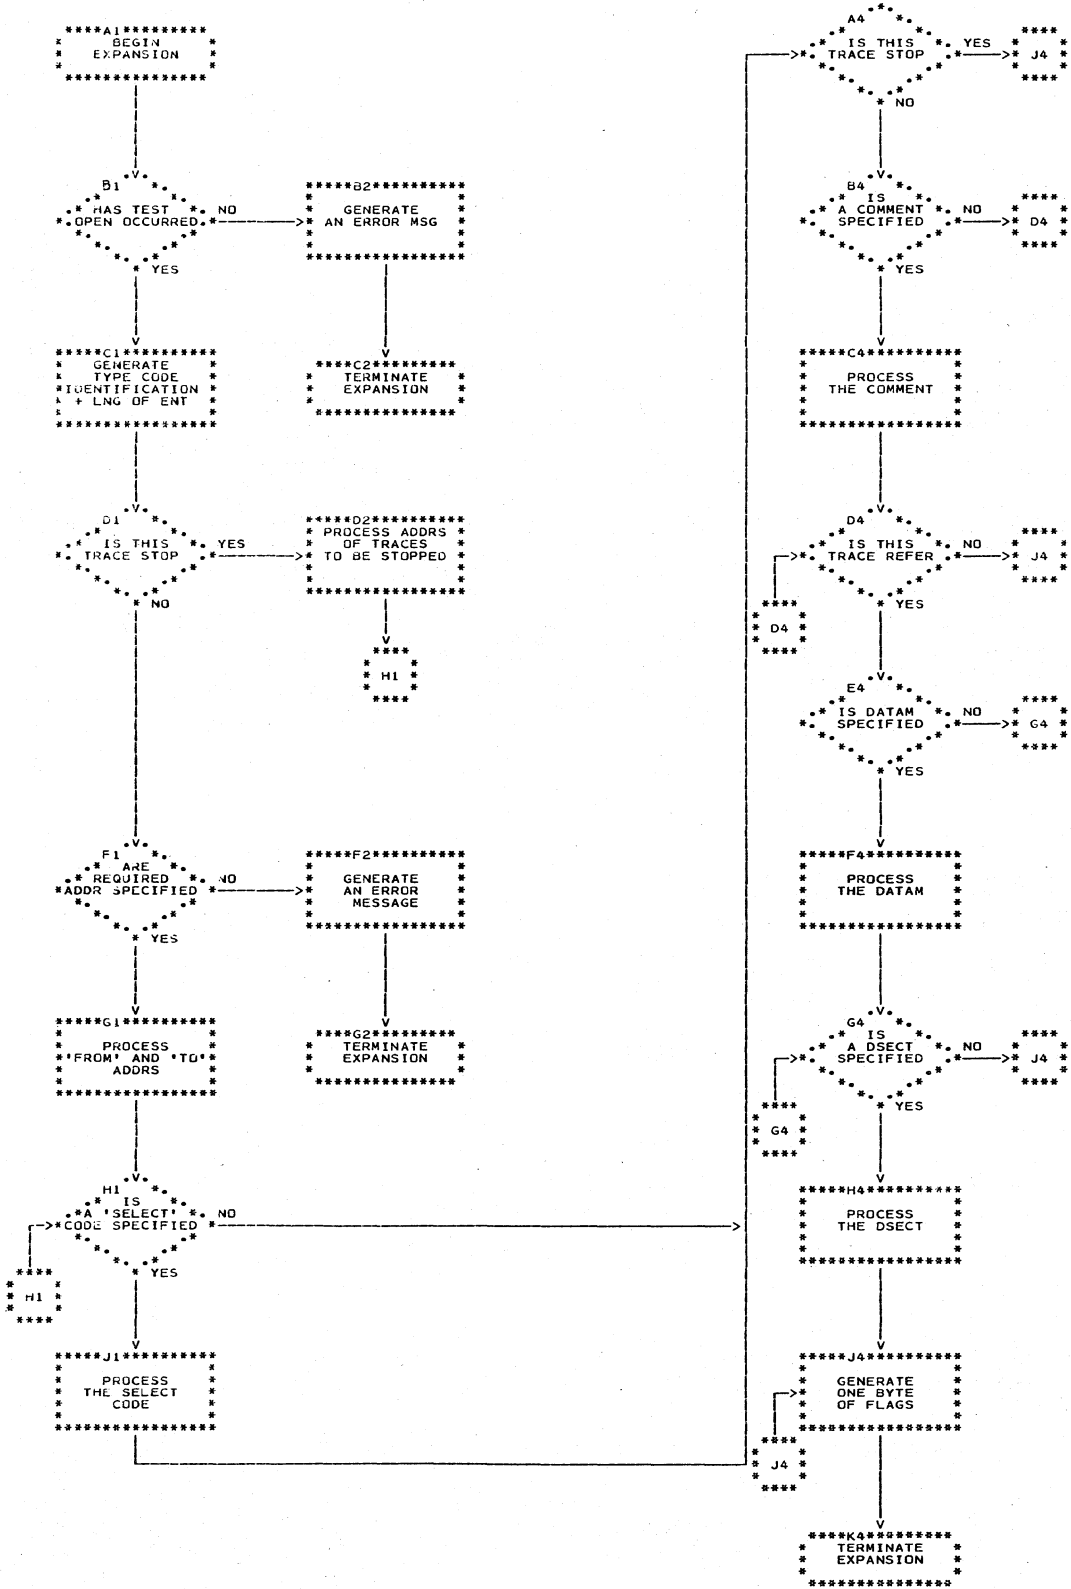 A1
BEGIN
EXPANSION
B1
HAS TEST
OPEN OCCURRED
NO
YES
B2
GENERATE
AN ERROR MSG
C1
GENERATE
TYPE CODE
IDENTIFICATION
+ LNG OF ENT
C2
TERMINATE
EXPANSION
D1
IS THIS
TRACE STOP
YES
NO
D2
PROCESS ADDRS
OF TRACES
TO BE STOPPED
H1
F1
ARE
REQUIRED
ADDR SPECIFIED
NO
YES
F2
GENERATE
AN ERROR
MESSAGE
G1
PROCESS
'FROM' AND 'TO'
ADDRS
G2
TERMINATE
EXPANSION
H1
IS
A 'SELECT'
CODE SPECIFIED
NO
YES
H1
J1
PROCESS
THE SELECT
CODE
A4
IS THIS
TRACE STOP
YES
J4
NO
B4
IS
A COMMENT
SPECIFIED
NO
D4
YES
C4
PROCESS
THE COMMENT
D4
IS THIS
TRACE REFER
NO
J4
YES
D4
E4
IS DATAM
SPECIFIED
NO
G4
YES
F4
PROCESS
THE DATAM
G4
IS
A DSECT
SPECIFIED
NO
J4
YES
G4
H4
PROCESS
THE DSECT
J4
GENERATE
ONE BYTE
OF FLAGS
J4
K4
TERMINATE
EXPANSION